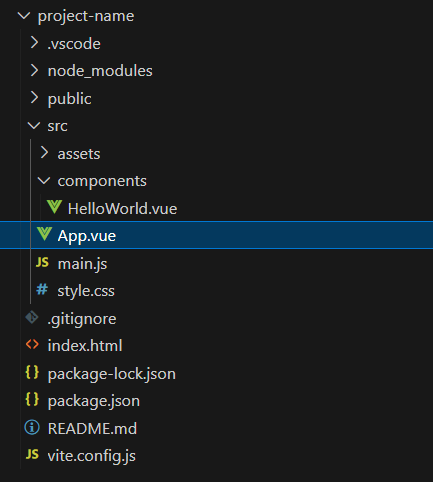 project-name
.vscode
node_modules
public
src
assets
components
HelloWorld.vue
App.vue
JS main.js
# style.css
.gitignore
<> index.html
{} package-lock.json
{} package.json
README.md
JS vite.config.js